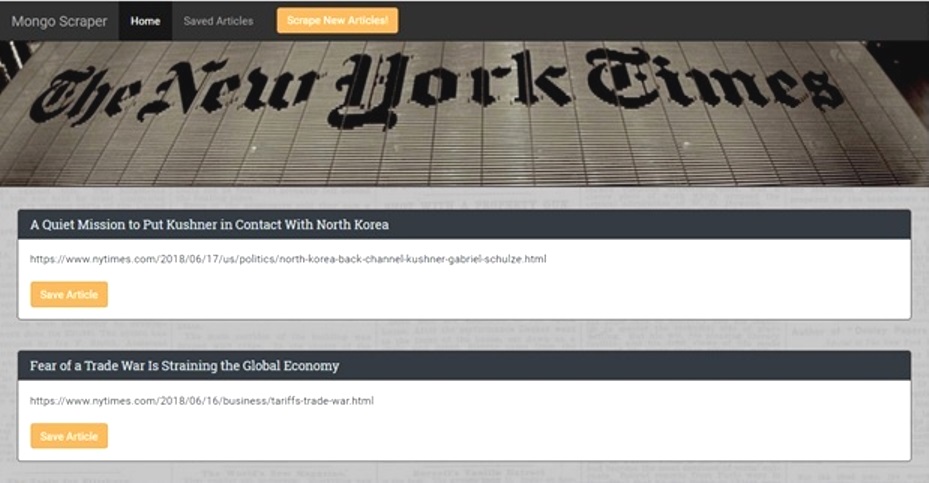 Mongo Scraper Home Saved Articles Scrape New Articles!
The New York Times
A Quiet Mission to Put Kushner in Contact With North Korea
https://www.nytimes.com/2018/06/17/us/politics/north-korea-back-channel-kushner-gabriel-schulze.html
Save Article
Fear of a Trade War Is Straining the Global Economy
https://www.nytimes.com/2018/06/16/business/tariffs-trade-war.html
Save Article